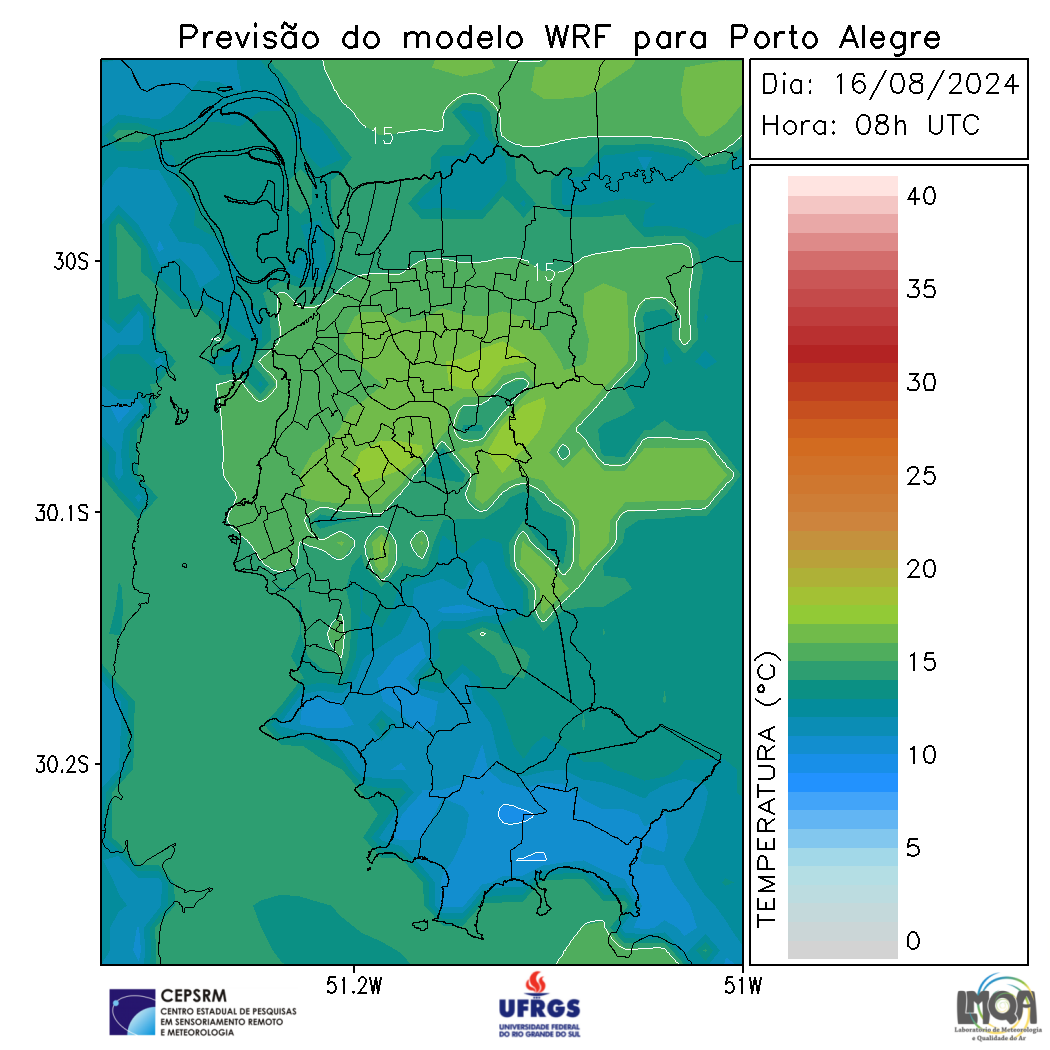 Previsão do modelo WRF para Porto Alegre
Dia: 16/08/2024
Hora: 08h UTC
15
15
30S
30.1S
30.2S
51.2W
51W
TEMPERATURA (°C)
40
35
30
25
20
15
10
5
0
CEPSRM
CENTRO ESTADUAL DE PESQUISAS
EM SENSORIAMENTO REMOTO
E METEOROLOGIA
UFRGS
UNIVERSIDADE FEDERAL
DO RIO GRANDE DO SUL
LMQA
Laboratório de Meteorologia
e Qualidade do Ar